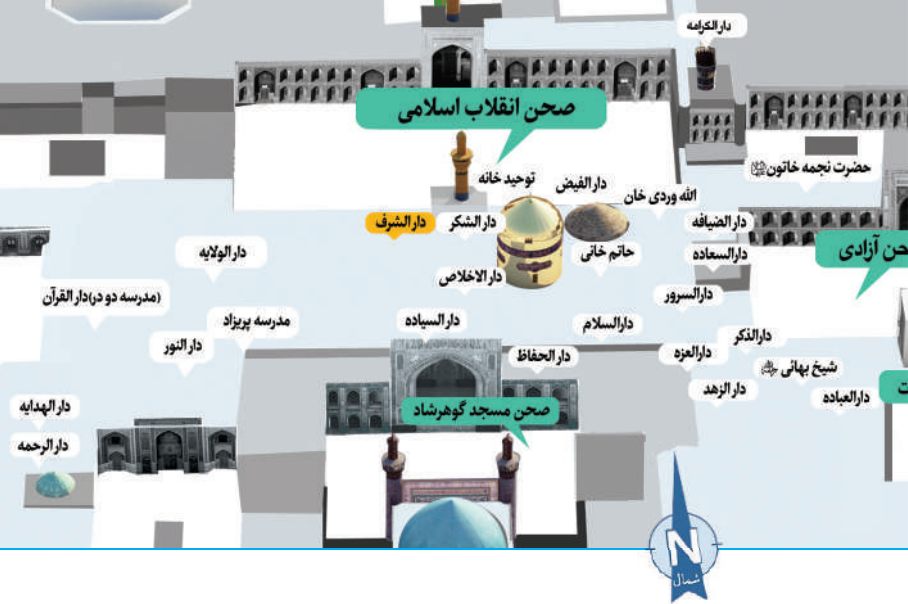 دارالکرامه
صحن انقلاب اسلامی
حضرت نجمه خاتون
توحید خانه
دارالفیض
الله وردی خان
دارالضیافه
دارالشرف
دارالشکر
حاتم خانی
دارالسعاده
حن آزادی
دارالولایه
دارالاخلاص
دارالسرور
(مدرسه دو در)دارالقرآن
مدرسه پریزاد
دارالسیاده
دارالسلام
دارالذکر
دارالنور
دارالحفاظ
دارالعزه
شیخ بهائی
دارالزهد
دارالعباده
ت
دارالهدایه
صحن مسجد گوهرشاد
دارالرحمه
N
شمال